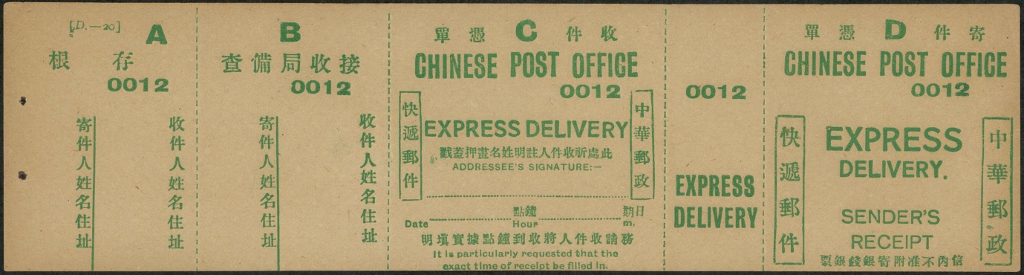 [D.—20]
A
存根
0012
收件人姓名住址
寄件人姓名住址
B
接收局備查
0012
收件人姓名住址
寄件人姓名住址
C
收件憑單
CHINESE POST OFFICE
0012
中華郵政
快遞郵件
EXPRESS DELIVERY
此處祈收件人註明姓名畫押蓋戳
ADDRESSEE'S SIGNATURE:—
日期 鐘點
Date Hour m.
務請收件人將收到鐘點據實填明
It is particularly requested that the
exact time of receipt be filled in.
0012
EXPRESS
DELIVERY
D
寄件憑單
CHINESE POST OFFICE
0012
中華郵政
快遞郵件
EXPRESS
DELIVERY.
SENDER'S
RECEIPT
信內不准附寄銀錢銀票